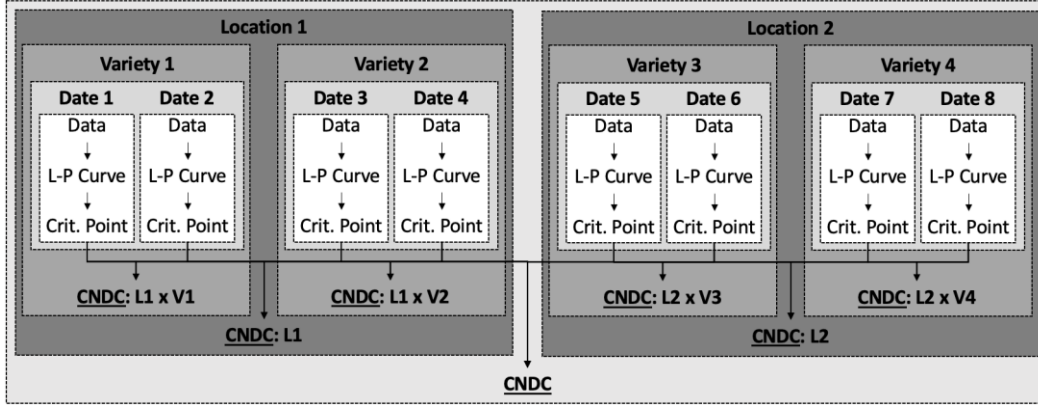 Location 1
Location 2
Variety 1
Variety 2
Variety 3
Variety 4
Date 1
Date 2
Date 3
Date 4
Date 5
Date 6
Date 7
Date 8
Data
Data
Data
Data
Data
Data
Data
Data
L-P Curve
L-P Curve
L-P Curve
L-P Curve
L-P Curve
L-P Curve
L-P Curve
L-P Curve
Crit. Point
Crit. Point
Crit. Point
Crit. Point
Crit. Point
Crit. Point
Crit. Point
Crit. Point
CNDC: L1 x V1
CNDC: L1 x V2
CNDC: L2 x V3
CNDC: L2 x V4
CNDC: L1
CNDC: L2
CNDC